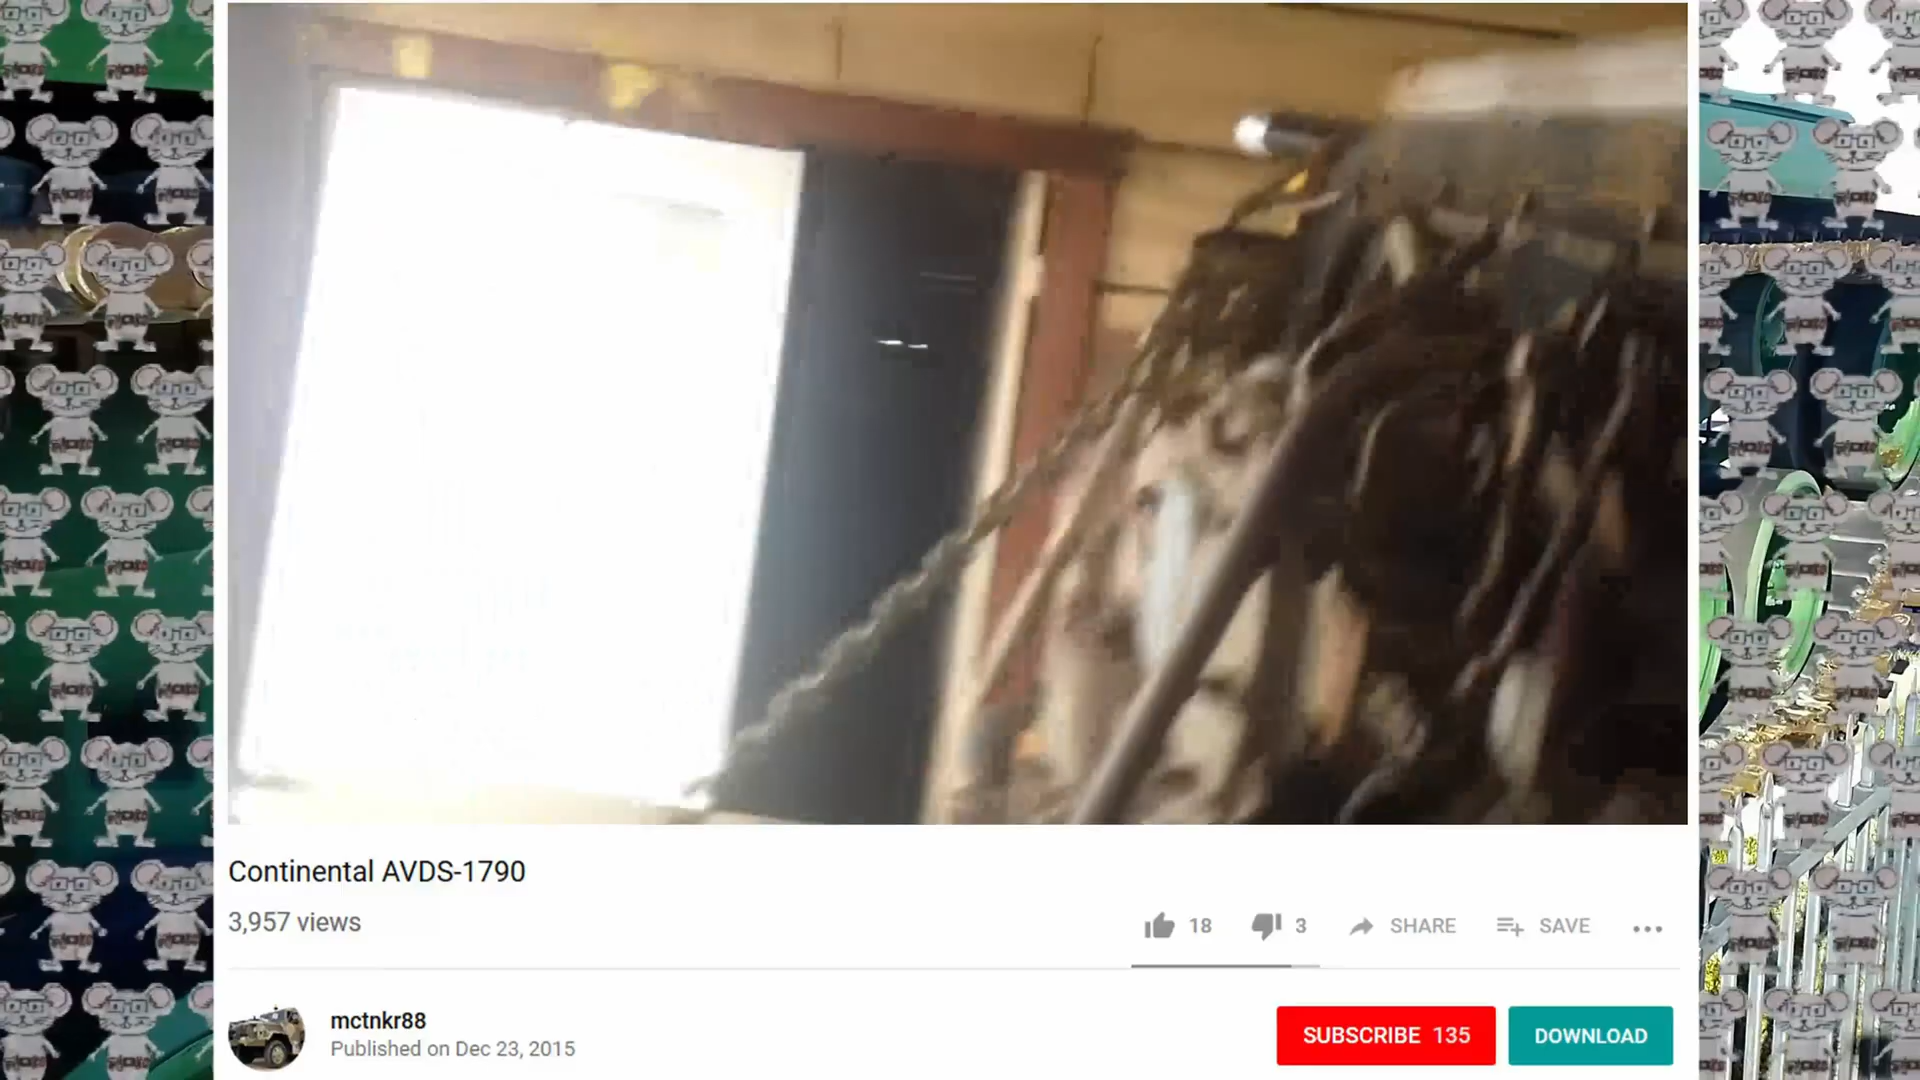 Continental AVDS-1790
3,957 views
18
3
SHARE
SAVE
mctnkr88
Published on Dec 23, 2015
SUBSCRIBE 135
DOWNLOAD